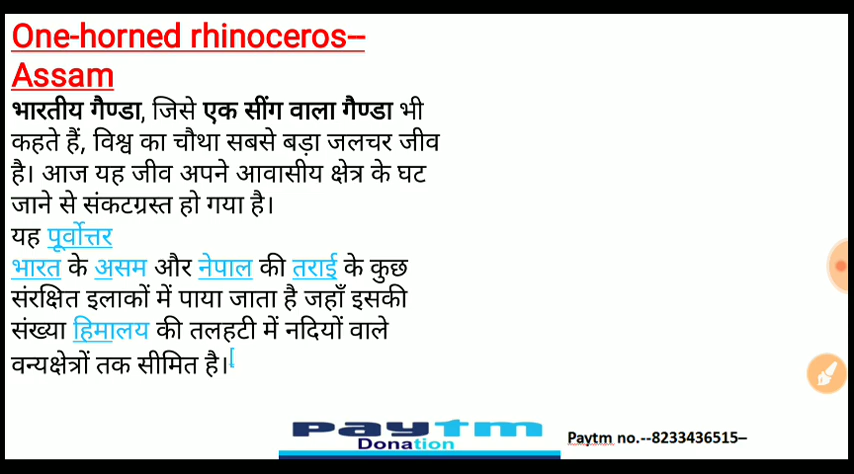 One-horned rhinoceros--
Assam
भारतीय गैण्डा, जिसे एक सींग वाला गैण्डा भी
कहते हैं, विश्व का चौथा सबसे बड़ा जलचर जीव
है। आज यह जीव अपने आवासीय क्षेत्र के घट
जाने से संकटग्रस्त हो गया है।
यह पूर्वोत्तर
भारत के असम और नेपाल की तराई के कुछ
संरक्षित इलाकों में पाया जाता है जहाँ इसकी
संख्या हिमालय की तलहटी में नदियों वाले
वन्यक्षेत्रों तक सीमित है।[
paytm
Donation
Paytm no.--8233436515–